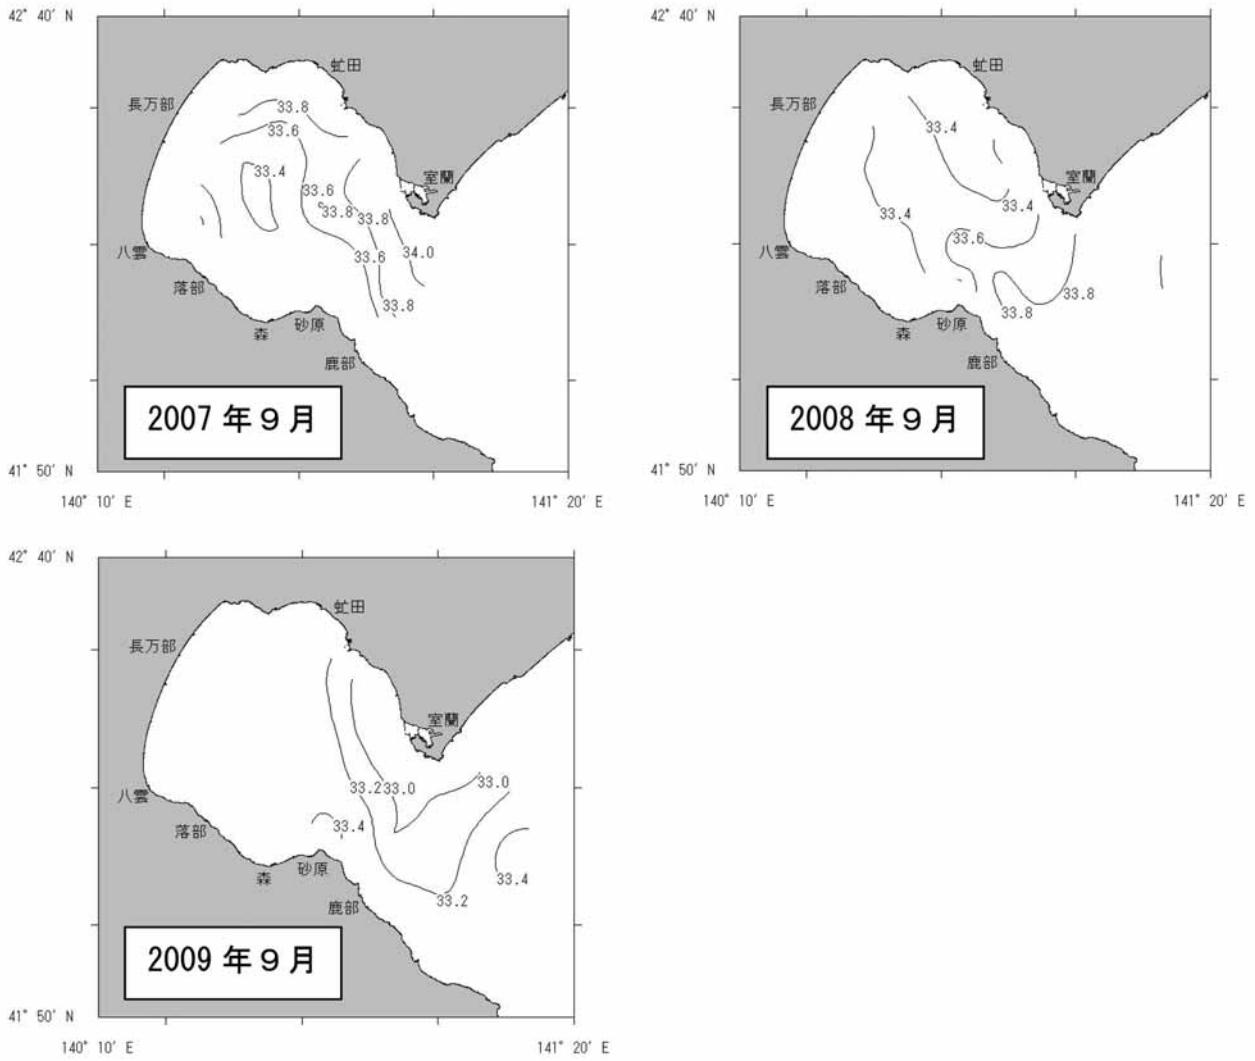 42° 40′ N
虻田
長万部
33.8
33.6
33.4
室蘭
33.6
33.8
33.8
八雲
33.6
34.0
落部
33.8
森
砂原
鹿部
2007 年 9 月
41° 50′ N
140° 10′ E
141° 20′ E
42° 40′ N
虻田
長万部
33.4
室蘭
33.4
33.4
八雲
33.6
落部
33.8
33.8
森
砂原
鹿部
2008 年 9 月
41° 50′ N
140° 10′ E
141° 20′ E
42° 40′ N
虻田
長万部
室蘭
八雲
33.2
33.0
33.0
落部
33.4
森
砂原
33.4
鹿部
33.2
2009 年 9 月
41° 50′ N
140° 10′ E
141° 20′ E